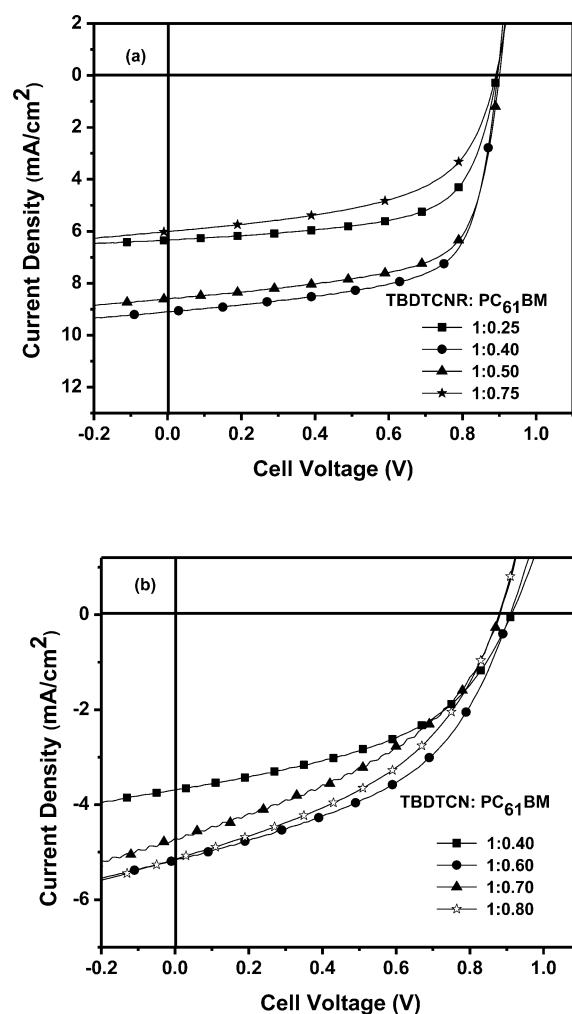 2
(a)
0
2
4
6
8
10
12
Current Density (mA/cm2)
TBDTCNR: PC61BM
1:0.25
1:0.40
1:0.50
1:0.75
-0.2 0.0 0.2 0.4 0.6 0.8 1.0
Cell Voltage (V)
(b)
0
-2
-4
-6
Current Density (mA/cm2)
TBDTCN: PC61BM
1:0.40
1:0.60
1:0.70
1:0.80
-0.2 0.0 0.2 0.4 0.6 0.8 1.0
Cell Voltage (V)